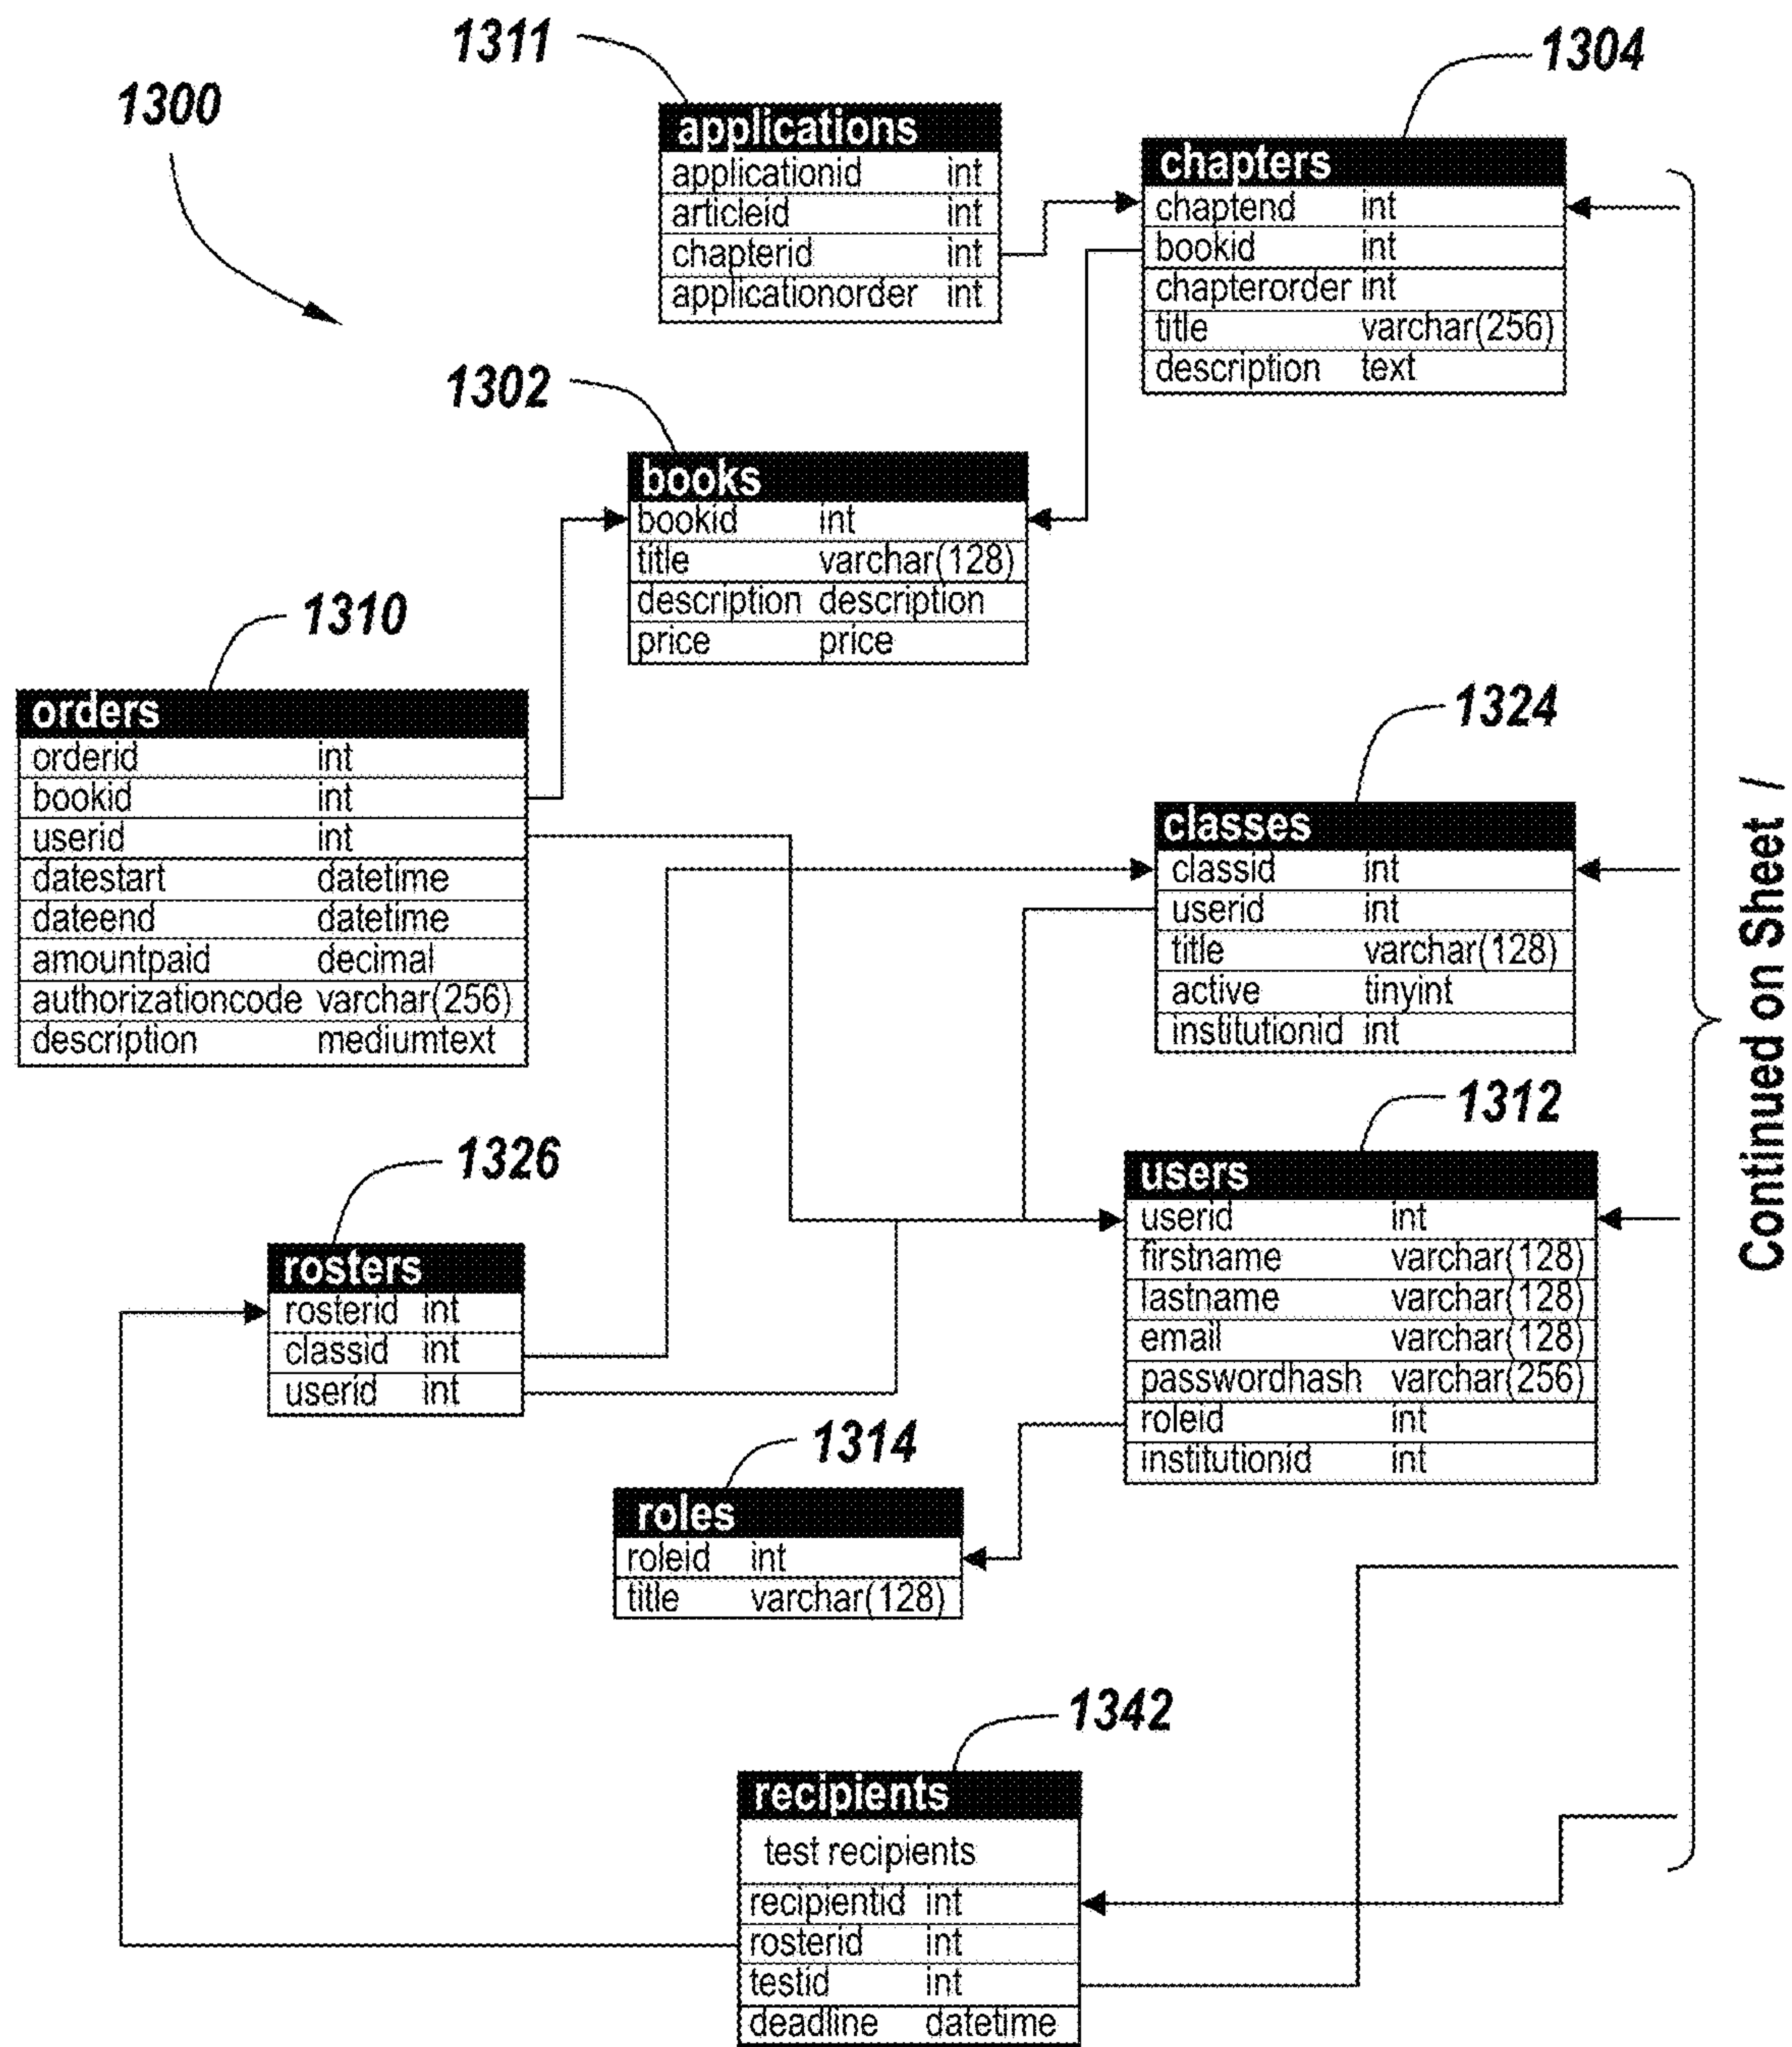 1311
1304
1300
applications
applicationid int
articleid int
chapterid int
applicationorder int
chapters
chaptend int
bookid int
chapterorder int
title varchar(256)
description text
1302
books
bookid int
title varchar(128)
description description
price price
1310
orders
orderid int
bookid int
userid int
datestart datetime
dateend datetime
amountpaid decimal
authorizationcode varchar(256)
description mediumtext
1324
classes
classid int
userid int
title varchar(128)
active tinyint
institutionid int
1312
users
userid int
firstname varchar(128)
lastname varchar(128)
email varchar(128)
passwordhash varchar(256)
roleid int
institutionid int
1326
rosters
rosterid int
classid int
userid int
1314
roles
roleid int
title varchar(128)
1342
recipients
test recipients
recipientid int
rosterid int
testid int
deadline datetime
Continued on Sheet /